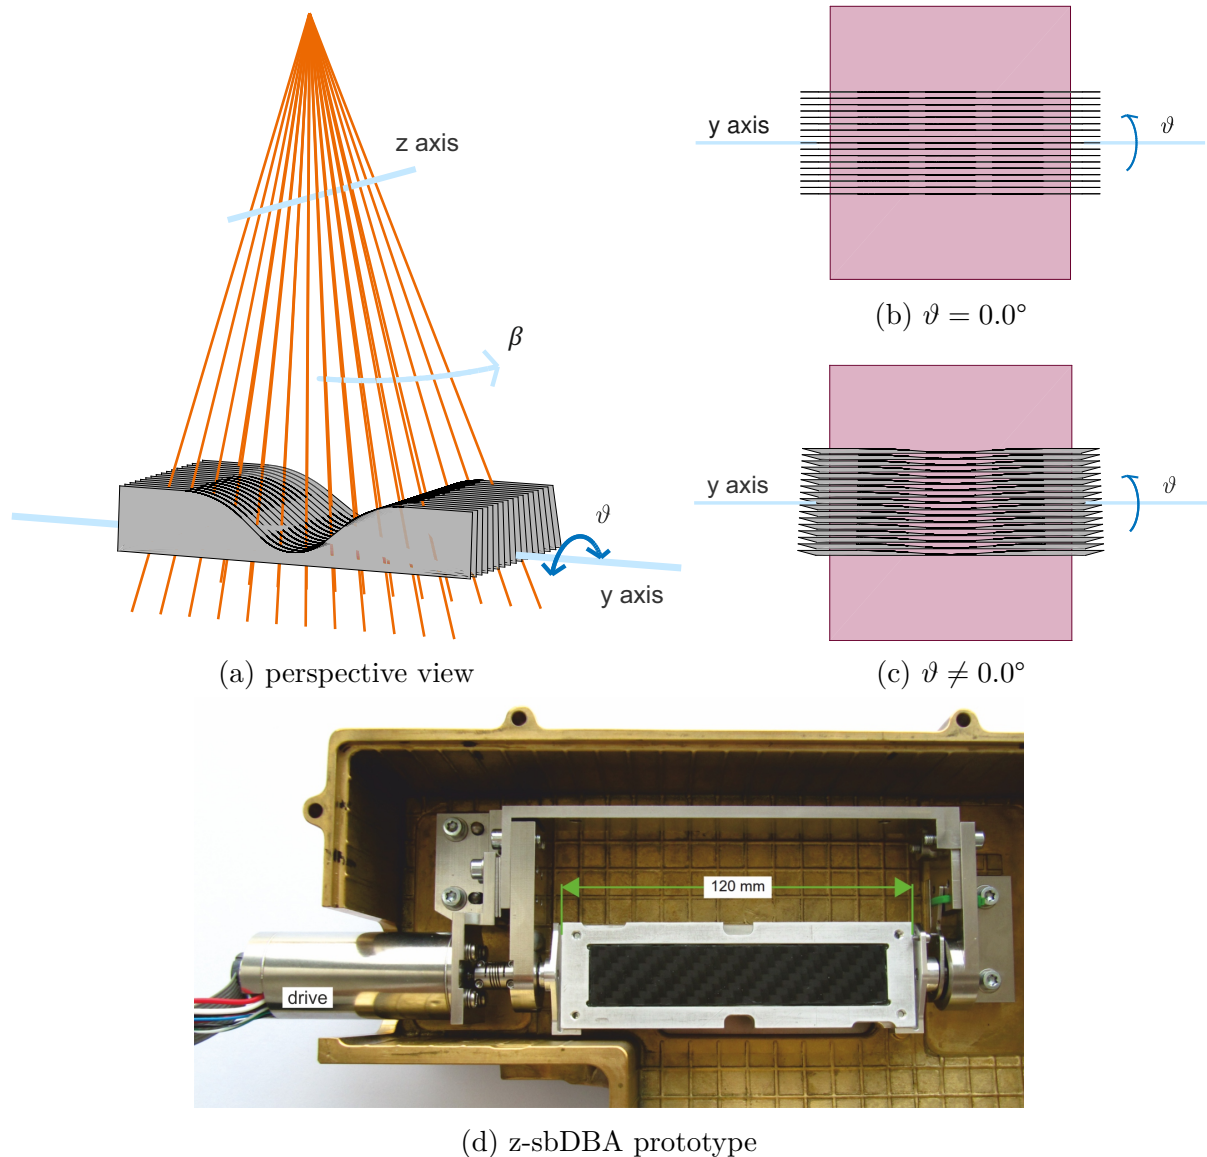 z axis
β
ϑ
y axis
(a) perspective view
y axis
ϑ
(b) ϑ = 0.0°
y axis
ϑ
(c) ϑ ≠ 0.0°
120 mm
drive
(d) z-sbDBA prototype